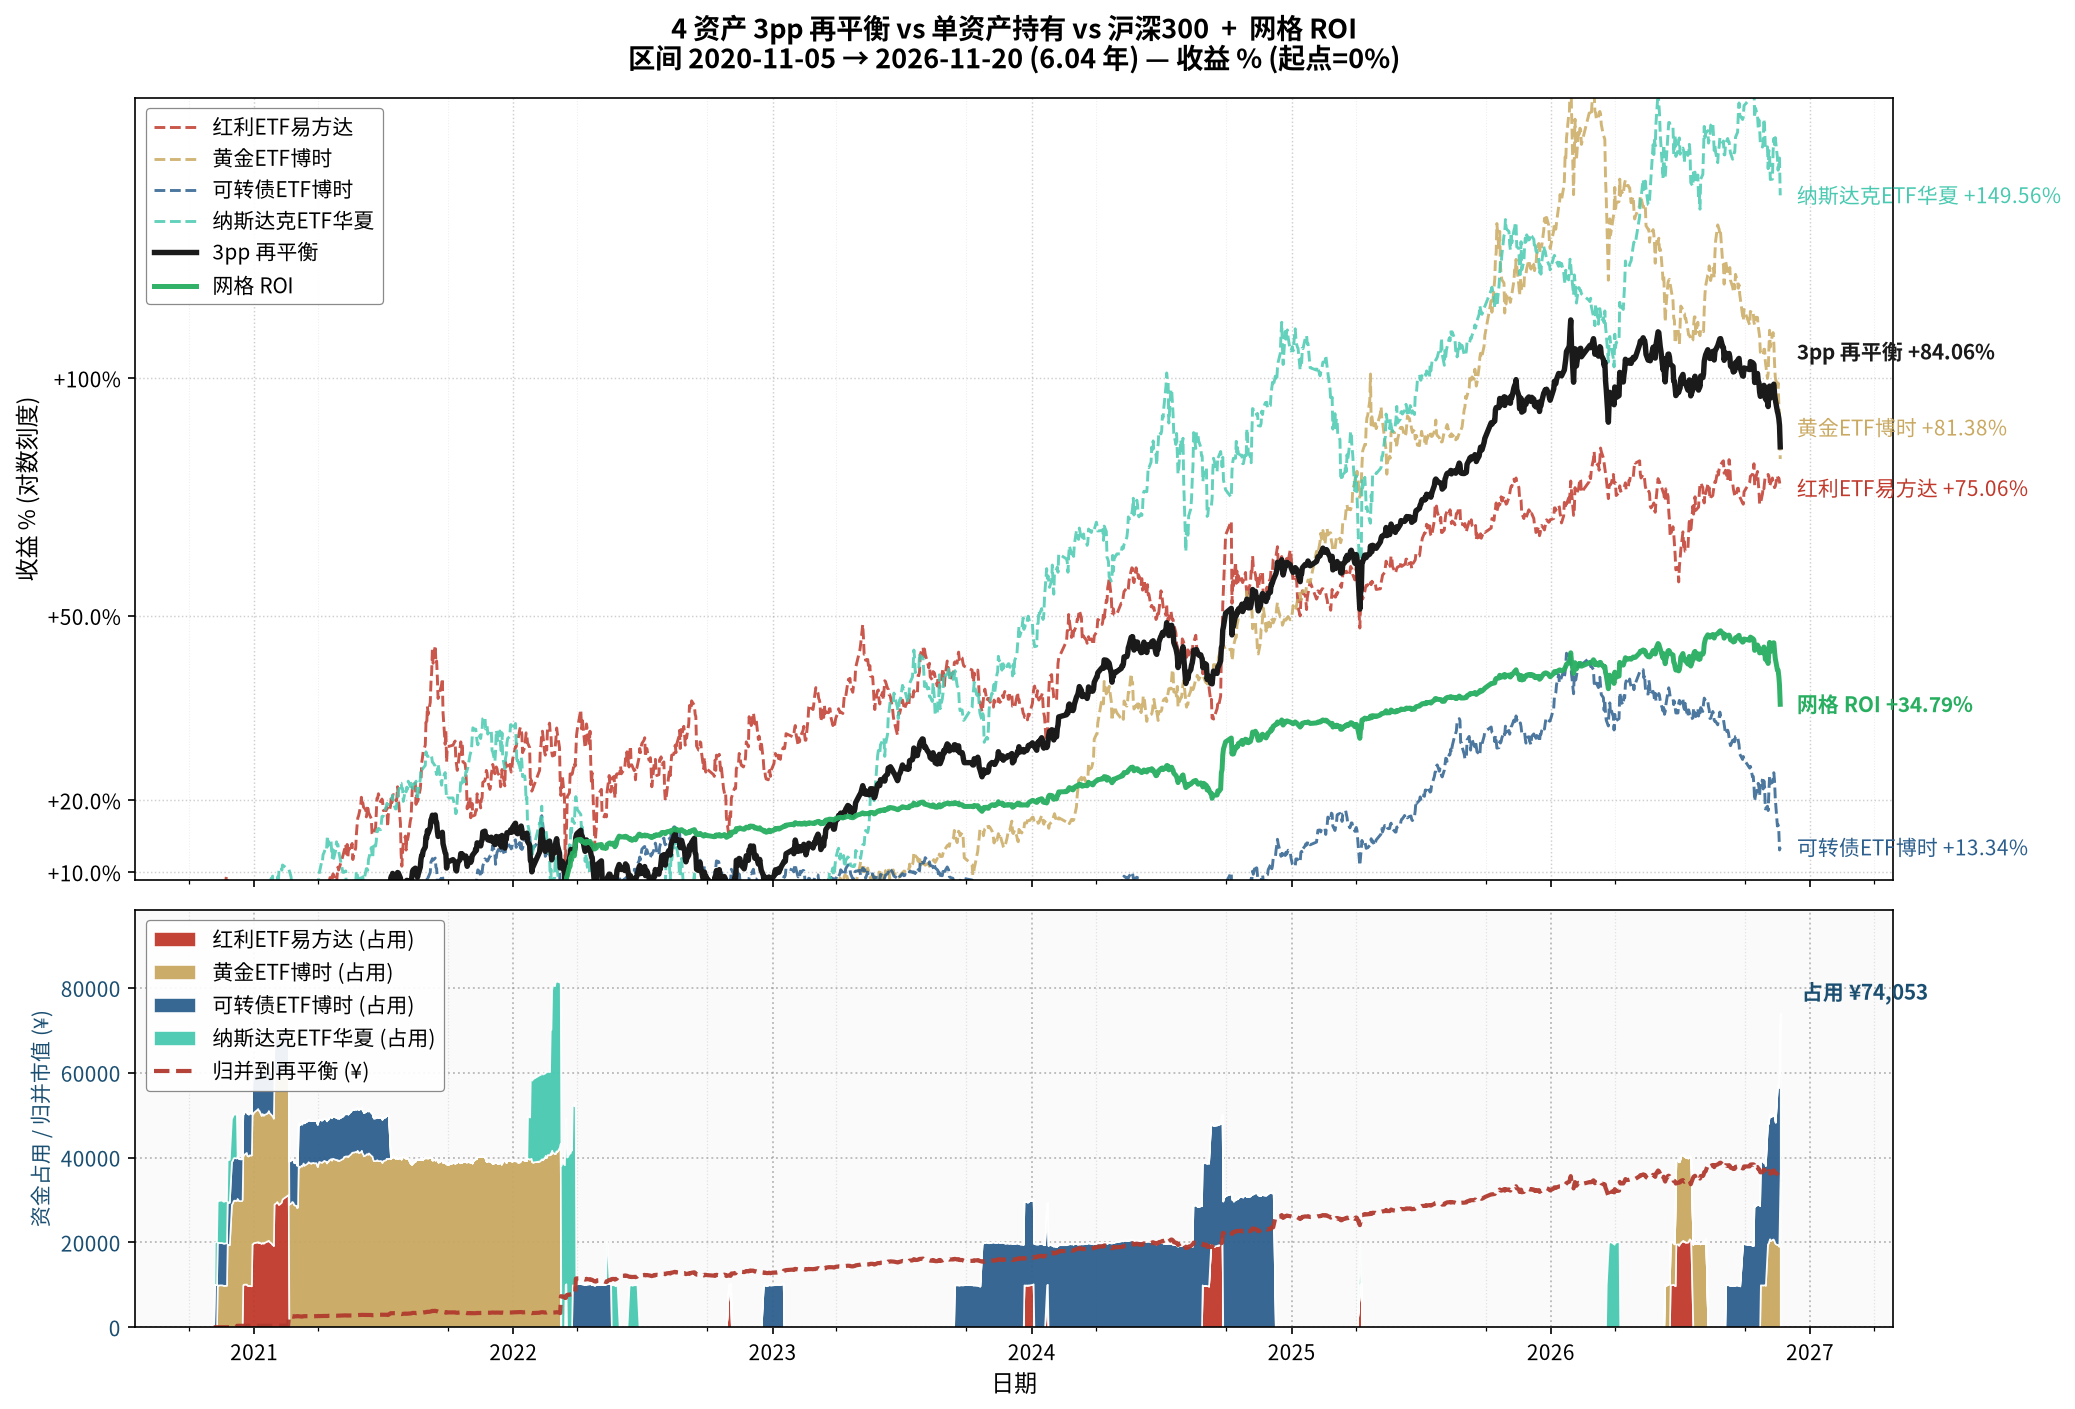 4 资产 3pp 再平衡 vs 单资产持有 vs 沪深300 + 网格 ROI
区间 2020-11-05 → 2026-11-20 (6.04 年) — 收益 % (起点=0%)
红利ETF易方达
黄金ETF博时
可转债ETF博时
纳斯达克ETF华夏
3pp 再平衡
网格 ROI
收益 % (对数刻度)
+100%
+50.0%
+20.0%
+10.0%
纳斯达克ETF华夏 +149.56%
3pp 再平衡 +84.06%
黄金ETF博时 +81.38%
红利ETF易方达 +75.06%
网格 ROI +34.79%
可转债ETF博时 +13.34%
红利ETF易方达 (占用)
黄金ETF博时 (占用)
可转债ETF博时 (占用)
纳斯达克ETF华夏 (占用)
归并到再平衡 (¥)
占用 ¥74,053
资金占用 / 归并市值 (¥)
80000
60000
40000
20000
0
2021 2022 2023 2024 2025 2026 2027
日期